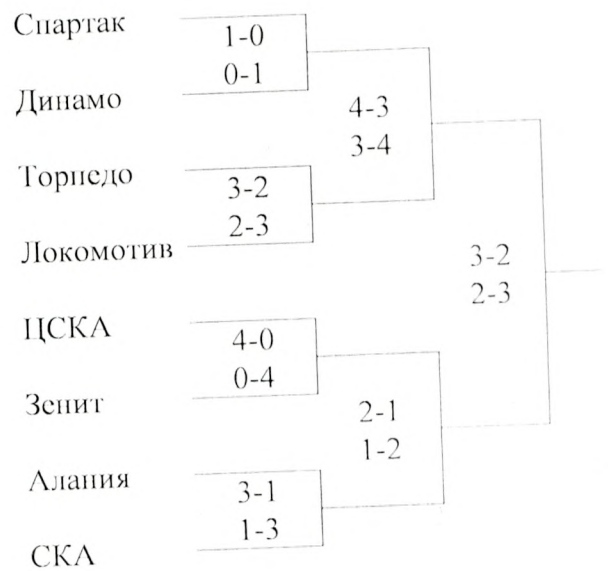 Спартак
1-0
0-1
Динамо
4-3
3-4
Торпедо
3-2
2-3
Локомотив
3-2
2-3
ЦСКА
4-0
0-4
Зенит
2-1
1-2
Алания
3-1
1-3
СКА